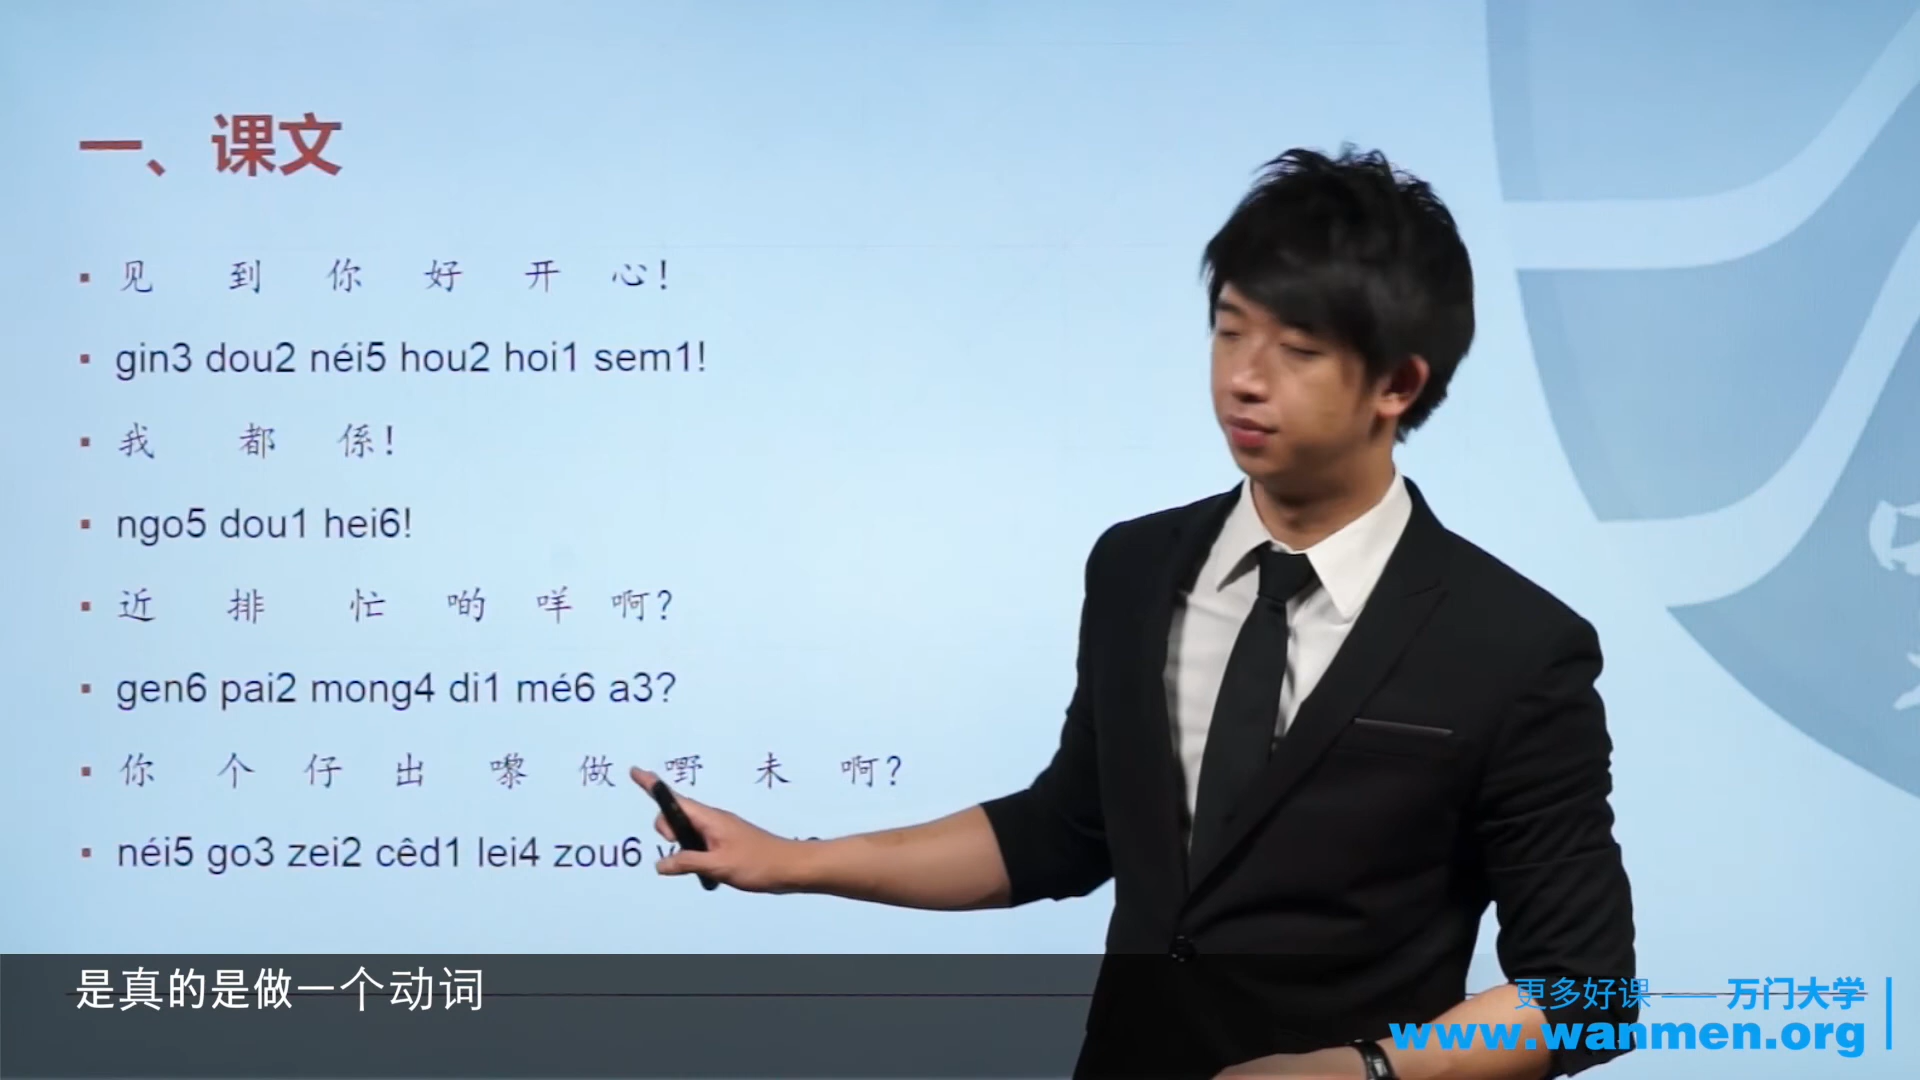 一、课文
见 到 你 好 开 心!
gin3 dou2 néi5 hou2 hoi1 sem1!
我 都 係!
ngo5 dou1 hei6!
近 排 忙 啲 咩 啊?
gen6 pai2 mong4 di1 mé6 a3?
你 个 仔 出 嚟 做 嘢 未 啊?
néi5 go3 zei2 cêd1 lei4 zou6
是真的是做一个动词
更多好课 —— 万门大学
www.wanmen.org